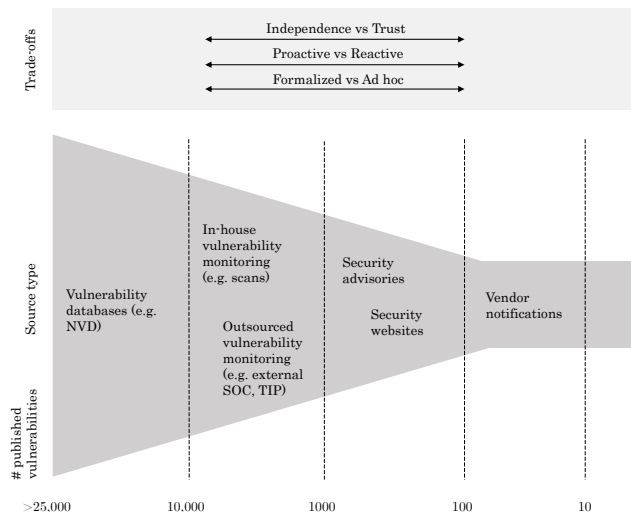 Trade-offs
Independence vs Trust
Proactive vs Reactive
Formalized vs Ad hoc
Source type
Vulnerability
databases (e.g.
NVD)
In-house
vulnerability
monitoring
(e.g. scans)
Outsourced
vulnerability
monitoring
(e.g. external
SOC, TIP)
Security
advisories
Security
websites
Vendor
notifications
# published
vulnerabilities
>25,000
10,000
1000
100
10